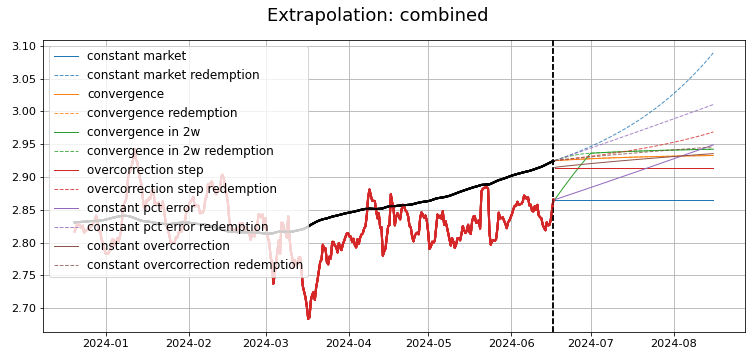 Extrapolation: combined
3.10
3.05
3.00
2.95
2.90
2.85
2.80
2.75
2.70
constant market
constant market redemption
convergence
convergence redemption
convergence in 2w
convergence in 2w redemption
overcorrection step
overcorrection step redemption
constant pct error
constant pct error redemption
constant overcorrection
constant overcorrection redemption
2024-01 2024-02 2024-03 2024-04 2024-05 2024-06 2024-07 2024-08